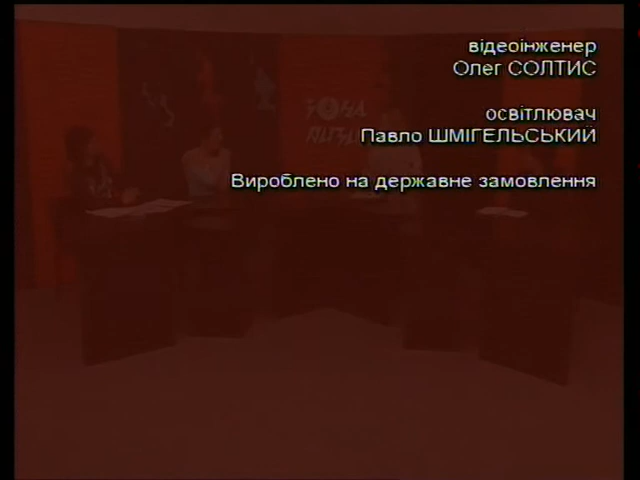 відеоінженер
Олег СОЛТИС
освітлювач
Павло ШМІГЕЛЬСЬКИЙ
Вироблено на державне замовлення